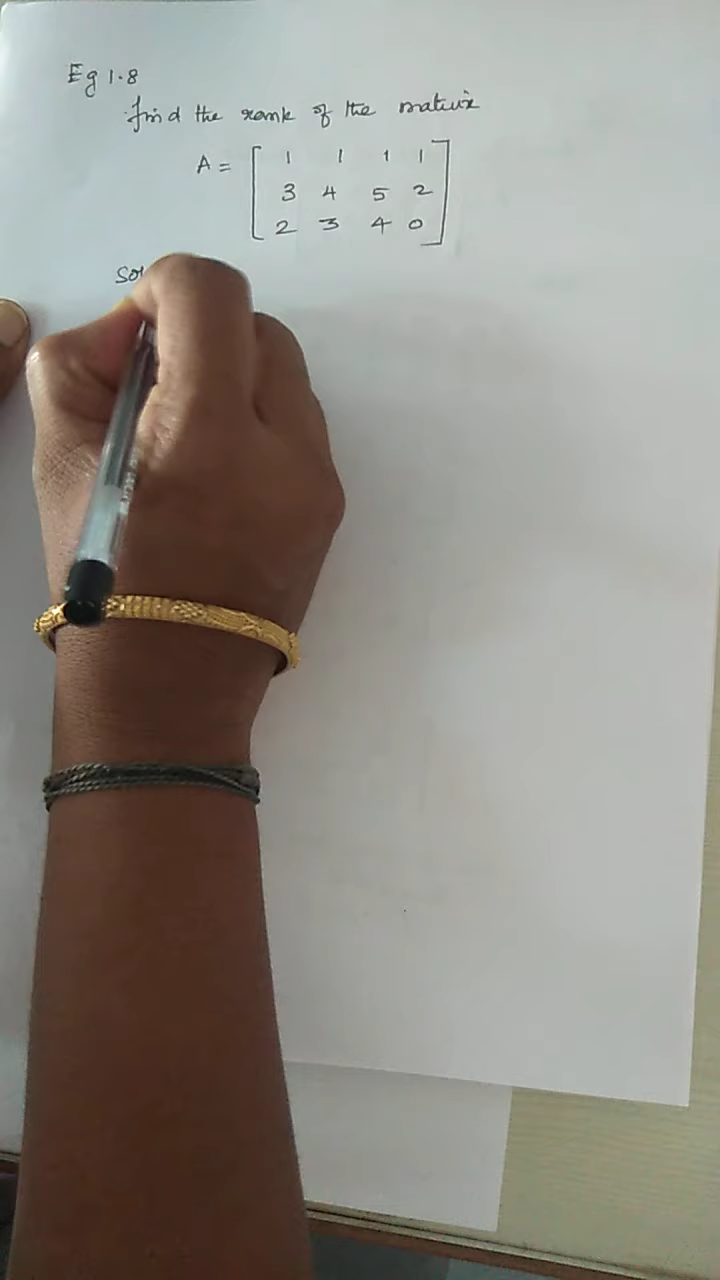 Eg 1.8
find the rank of the matrix
A = [ 1 1 1 1
3 4 5 2
2 3 4 0 ]
Sol